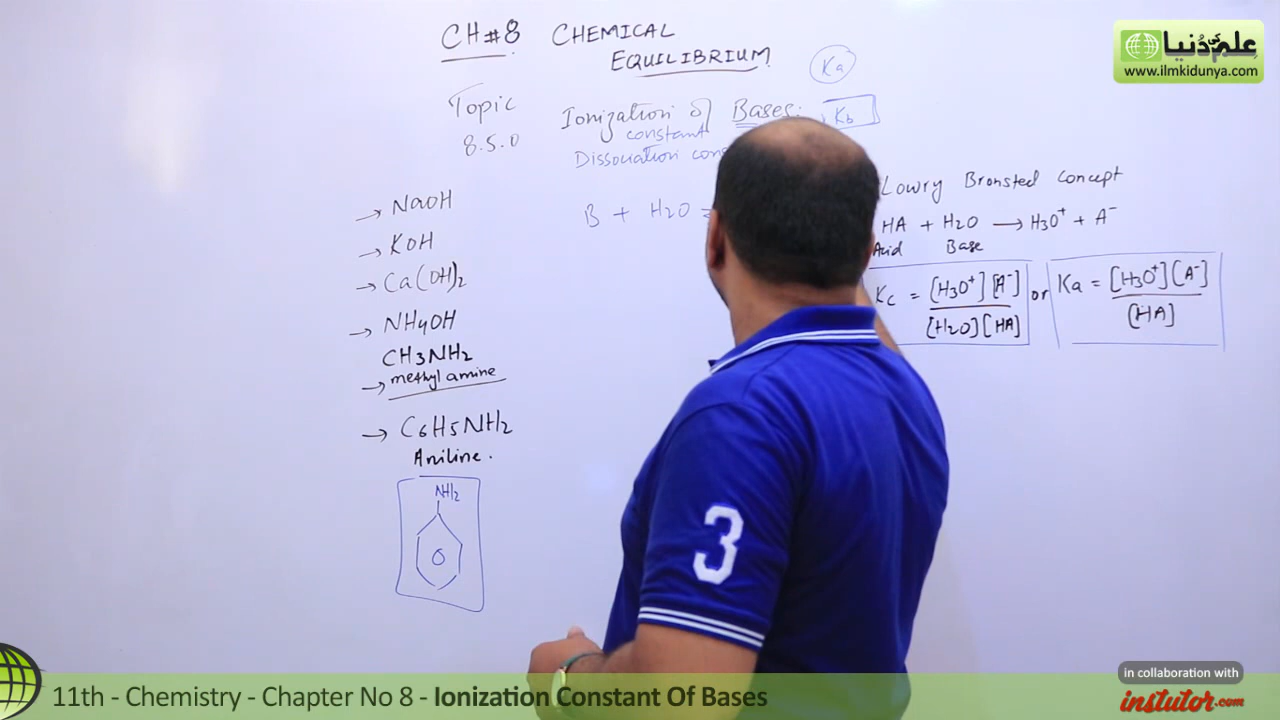 CH#8 CHEMICAL
EQUILIBRIUM
Ka
علم کی دُنیا
www.ilmkidunya.com
Topic
8.5.0
Ionization of Bases: Kb
constant
Dissociation cons
→ NaOH
→ KOH
→ Ca(OH)2
→ NH4OH
CH3NH2
→ methyl amine
→ C6H5NH2
Aniline.
NH2
B + H2O
Lowry Bronsted Concept
HA + H2O → H3O+ + A-
Acid Base
Kc = [H3O+][A-] / [H2O][HA] or Ka = [H3O+][A-] / [HA]
3
11th - Chemistry - Chapter No 8 - Ionization Constant Of Bases
in collaboration with
instutor.com